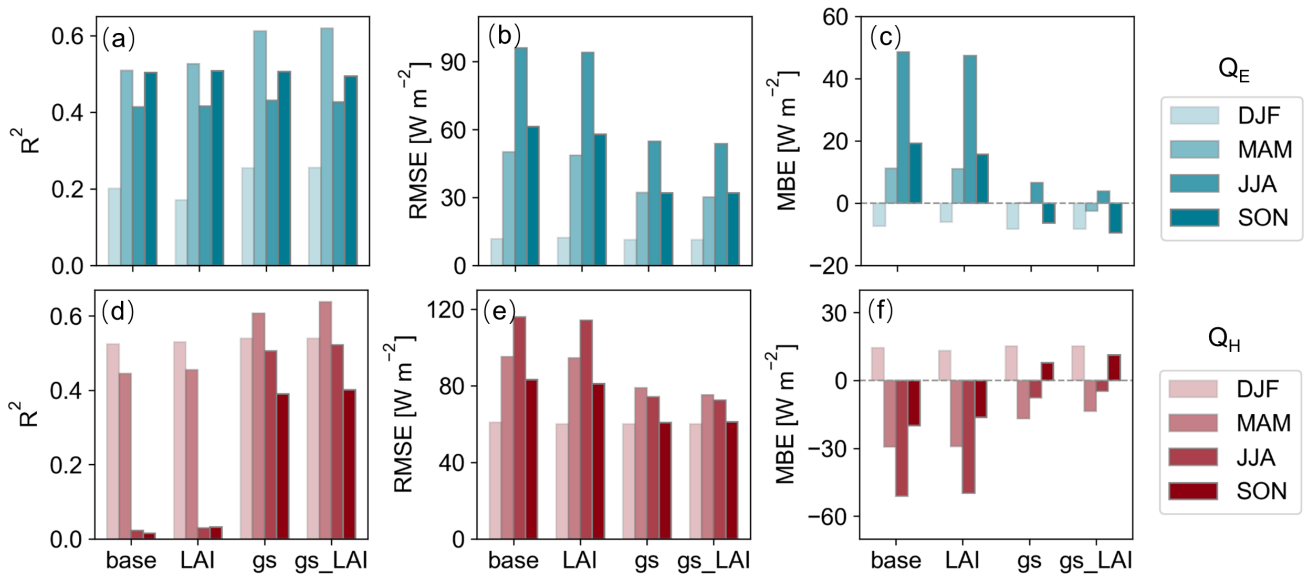 (a)
R²
0.6
0.4
0.2
0.0
(b)
RMSE [W m⁻²]
90
60
30
0
(c)
MBE [W m⁻²]
60
40
20
0
−20
Q_E
DJF
MAM
JJA
SON
(d)
R²
0.6
0.4
0.2
0.0
base LAI gs gs_LAI
(e)
RMSE [W m⁻²]
120
80
40
0
base LAI gs gs_LAI
(f)
MBE [W m⁻²]
30
0
−30
−60
base LAI gs gs_LAI
Q_H
DJF
MAM
JJA
SON